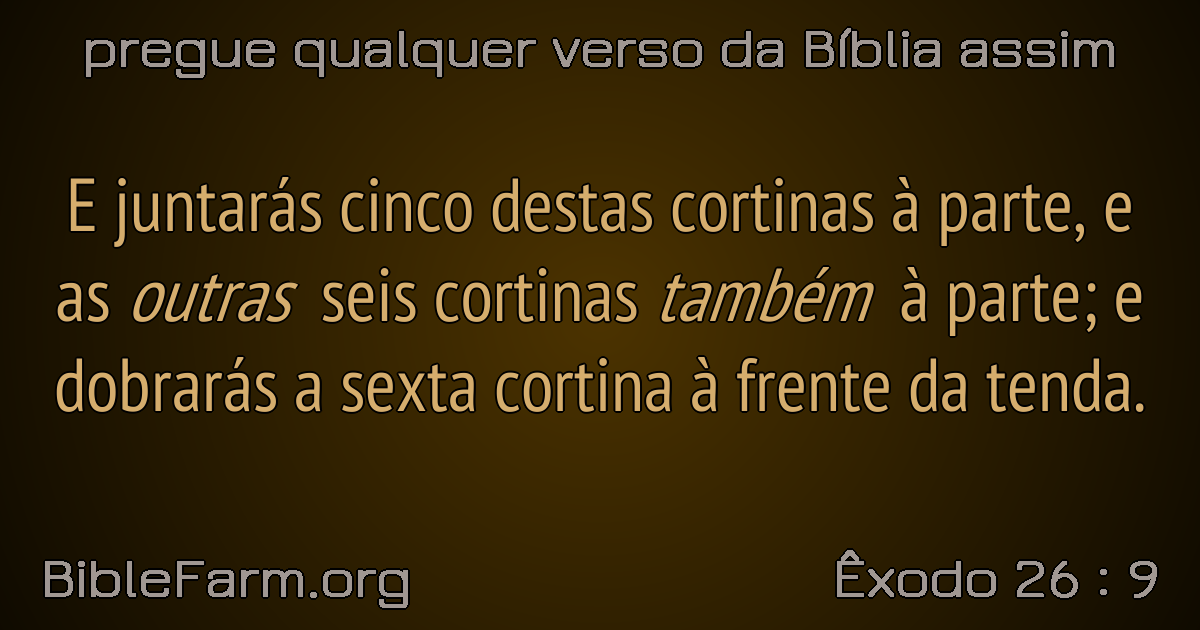 pregue qualquer verso da Bíblia assim
E juntarás cinco destas cortinas à parte, e
as outras seis cortinas também à parte; e
dobrarás a sexta cortina à frente da tenda.
BibleFarm.org
Êxodo 26 : 9